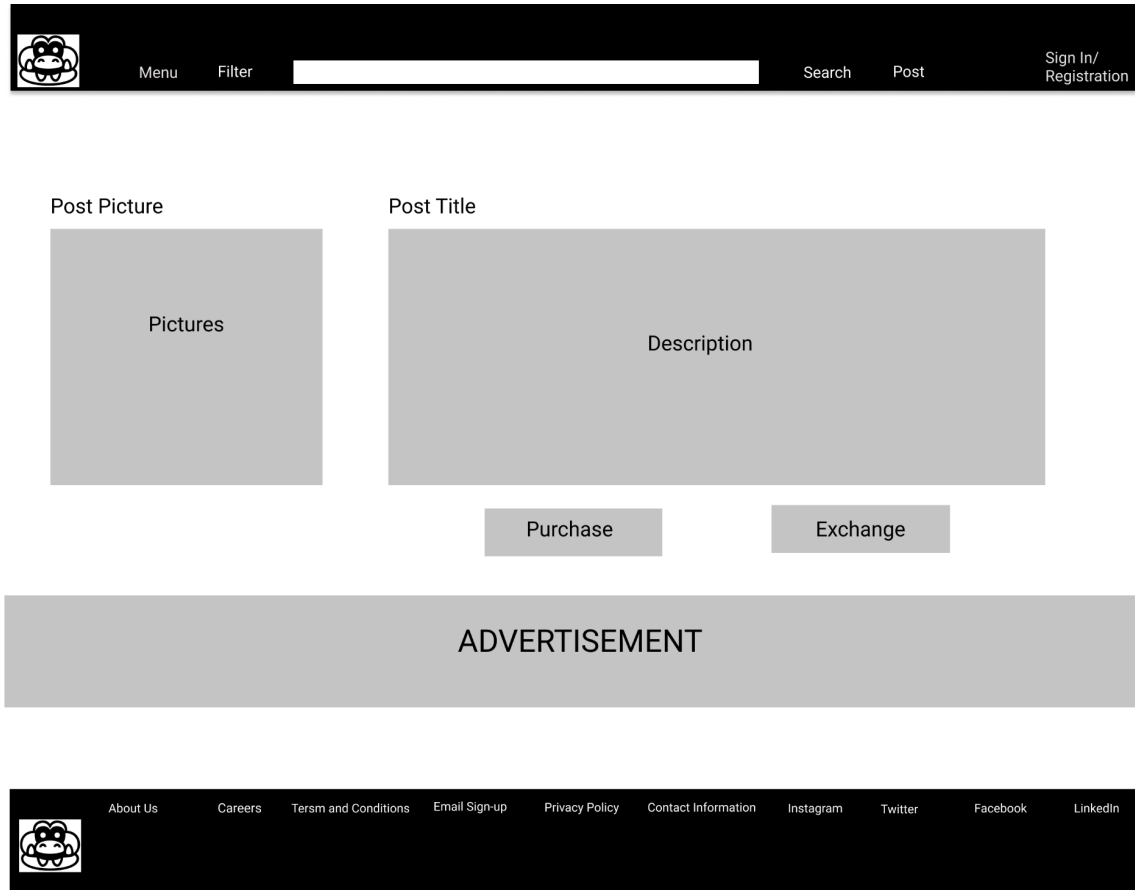 Menu
Filter
Search
Post
Sign In/
Registration
Post Picture
Post Title
Pictures
Description
Purchase
Exchange
ADVERTISEMENT
About Us
Careers
Tersm and Conditions
Email Sign-up
Privacy Policy
Contact Information
Instagram
Twitter
Facebook
LinkedIn